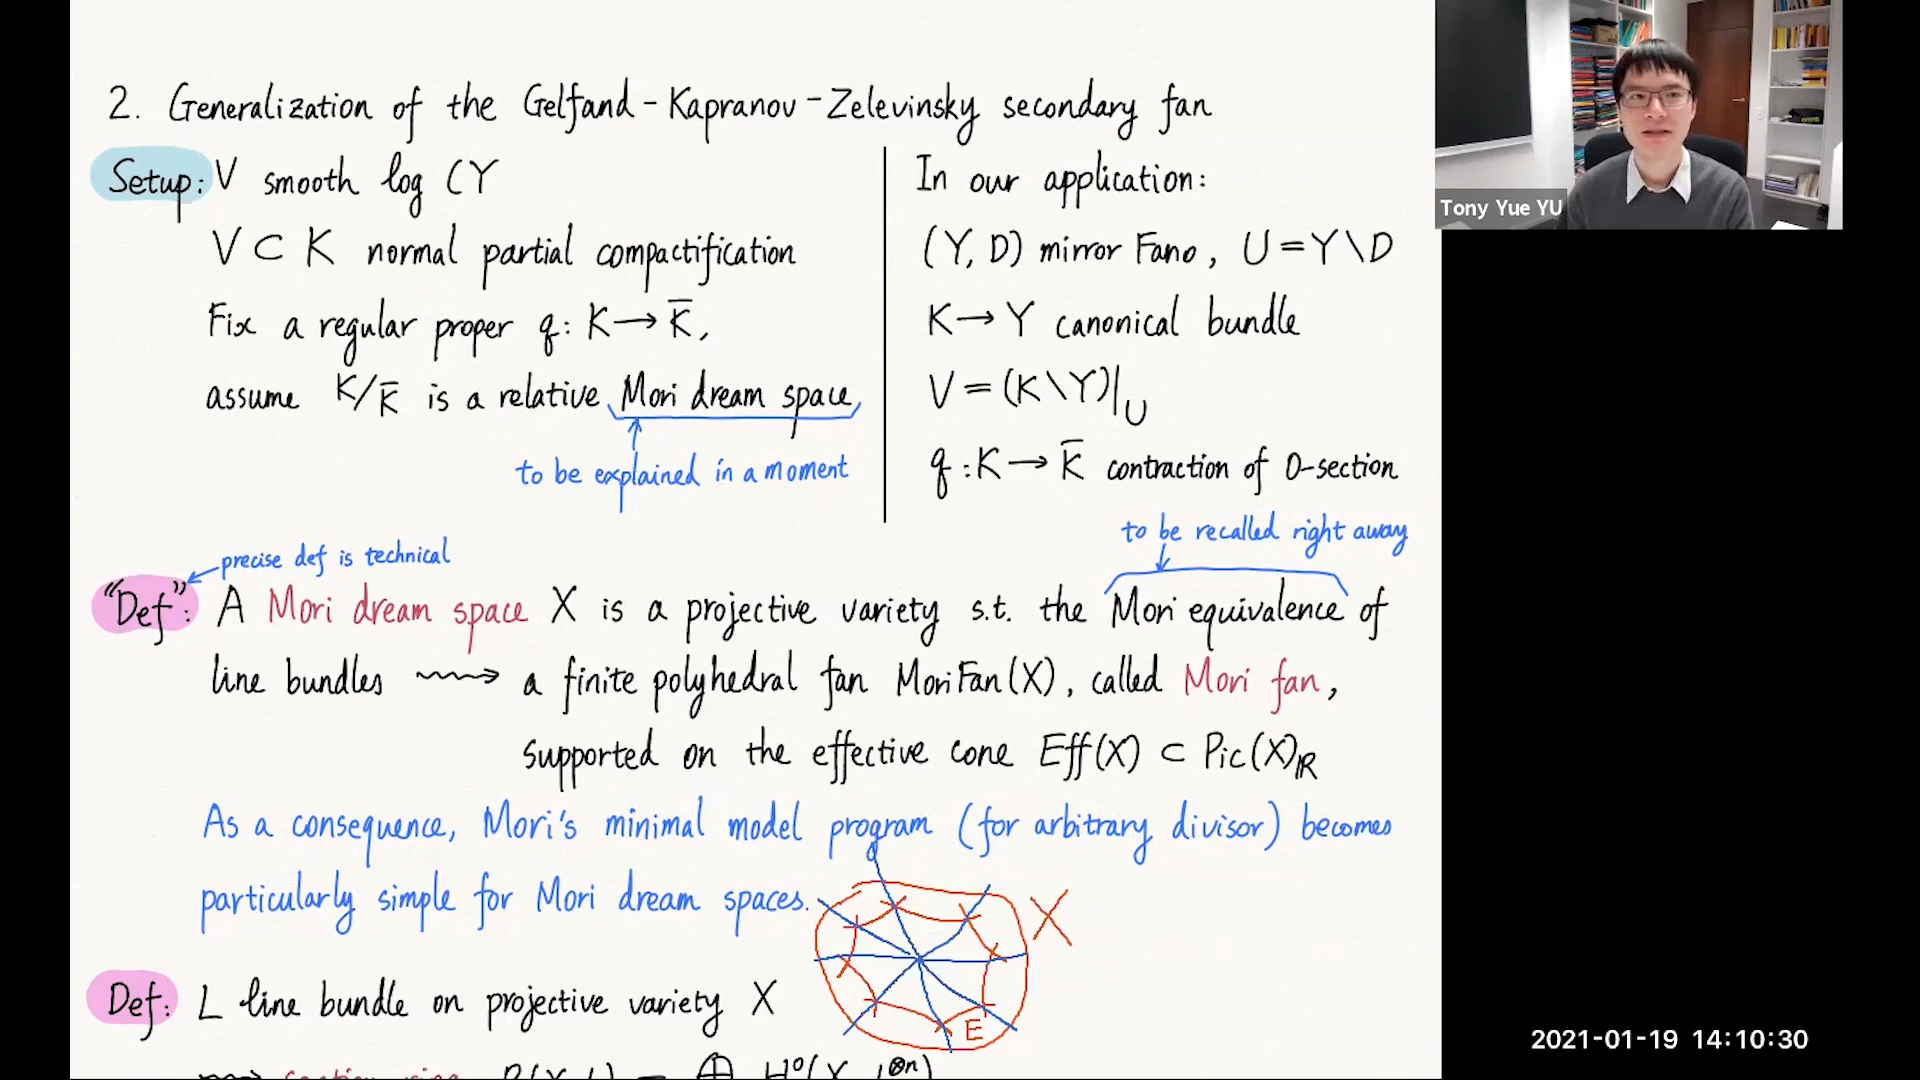 2. Generalization of the Gelfand-Kapranov-Zelevinsky secondary fan
Setup: V smooth log CY
V ⊂ K normal partial compactification
Fix a regular proper q: K → K̄,
assume K/K̄ is a relative Mori dream space
to be explained in a moment
In our application:
(Y, D) mirror Fano, U = Y \ D
K → Y canonical bundle
V = (K \ Y)|U
q: K → K̄ contraction of 0-section
to be recalled right away
precise def is technical
"Def": A Mori dream space X is a projective variety s.t. the Mori equivalence of
line bundles ⇝ a finite polyhedral fan MoriFan(X), called Mori fan,
supported on the effective cone Eff(X) ⊂ Pic(X)ℝ
As a consequence, Mori's minimal model program (for arbitrary divisor) becomes
particularly simple for Mori dream spaces.
X
E
Def: L line bundle on projective variety X
Tony Yue YU
2021-01-19 14:10:30